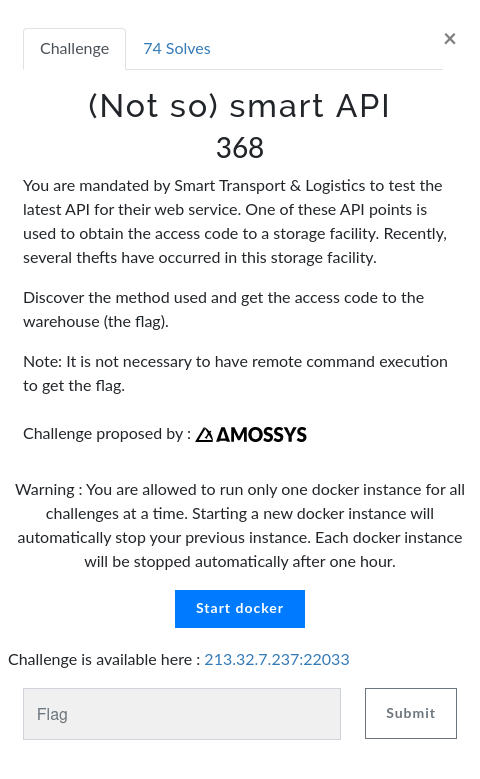 Challenge
74 Solves
×
(Not so) smart API
368
You are mandated by Smart Transport & Logistics to test the
latest API for their web service. One of these API points is
used to obtain the access code to a storage facility. Recently,
several thefts have occurred in this storage facility.
Discover the method used and get the access code to the
warehouse (the flag).
Note: It is not necessary to have remote command execution
to get the flag.
Challenge proposed by : AMOSSYS
Warning : You are allowed to run only one docker instance for all
challenges at a time. Starting a new docker instance will
automatically stop your previous instance. Each docker instance
will be stopped automatically after one hour.
Start docker
Challenge is available here : 213.32.7.237:22033
Flag
Submit